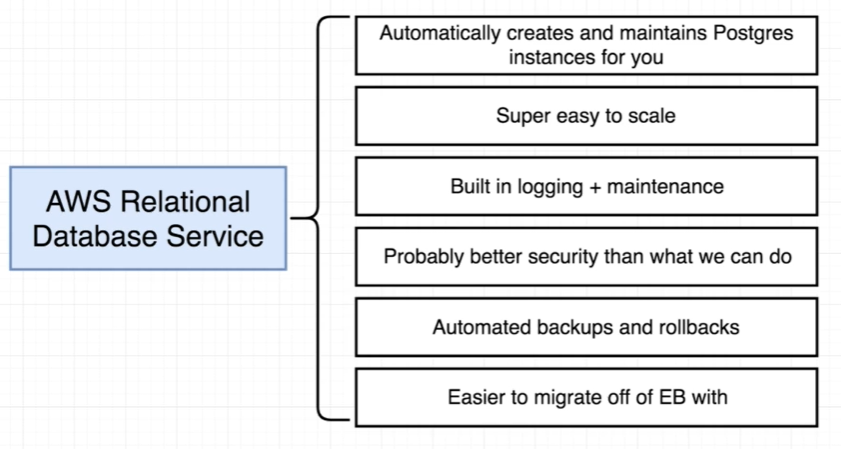 AWS Relational
Database Service
Automatically creates and maintains Postgres
instances for you
Super easy to scale
Built in logging + maintenance
Probably better security than what we can do
Automated backups and rollbacks
Easier to migrate off of EB with